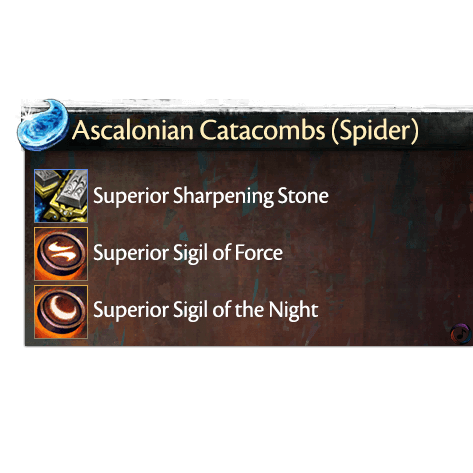 Ascalonian Catacombs (Spider)
Superior Sharpening Stone
Superior Sigil of Force
Superior Sigil of the Night